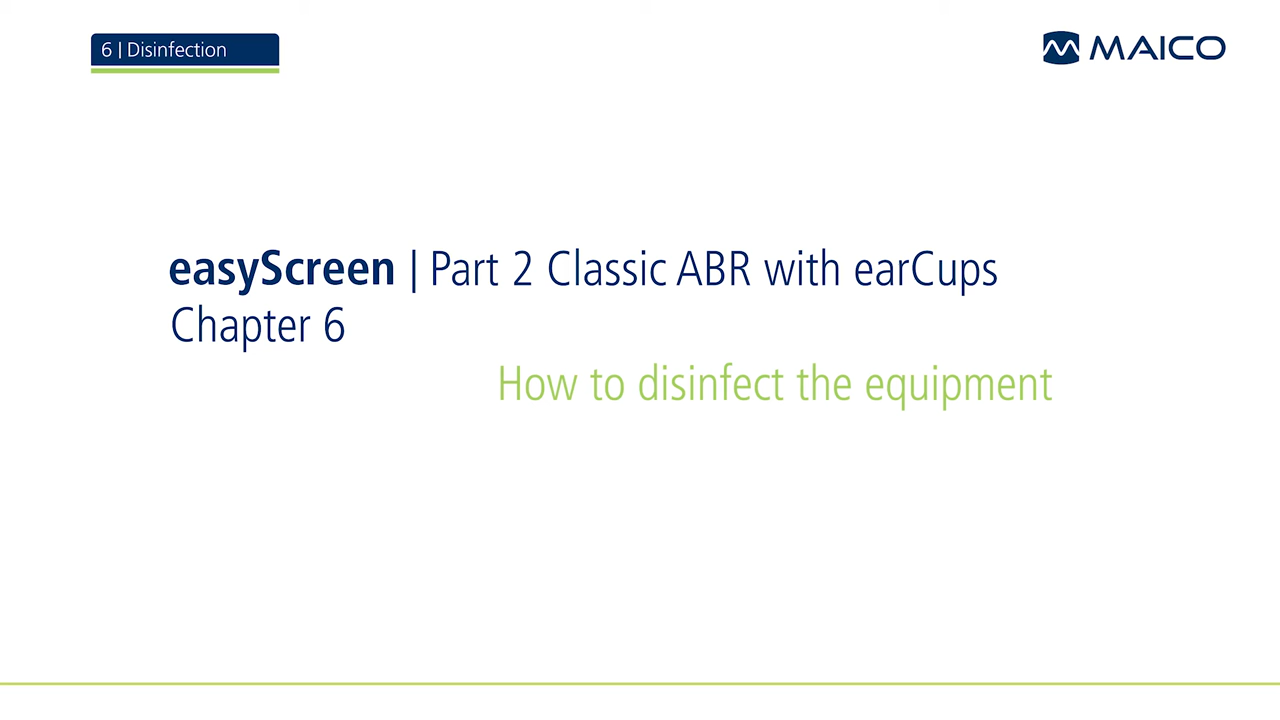 6 | Disinfection
MAICO
easyScreen | Part 2 Classic ABR with earCups
Chapter 6
How to disinfect the equipment